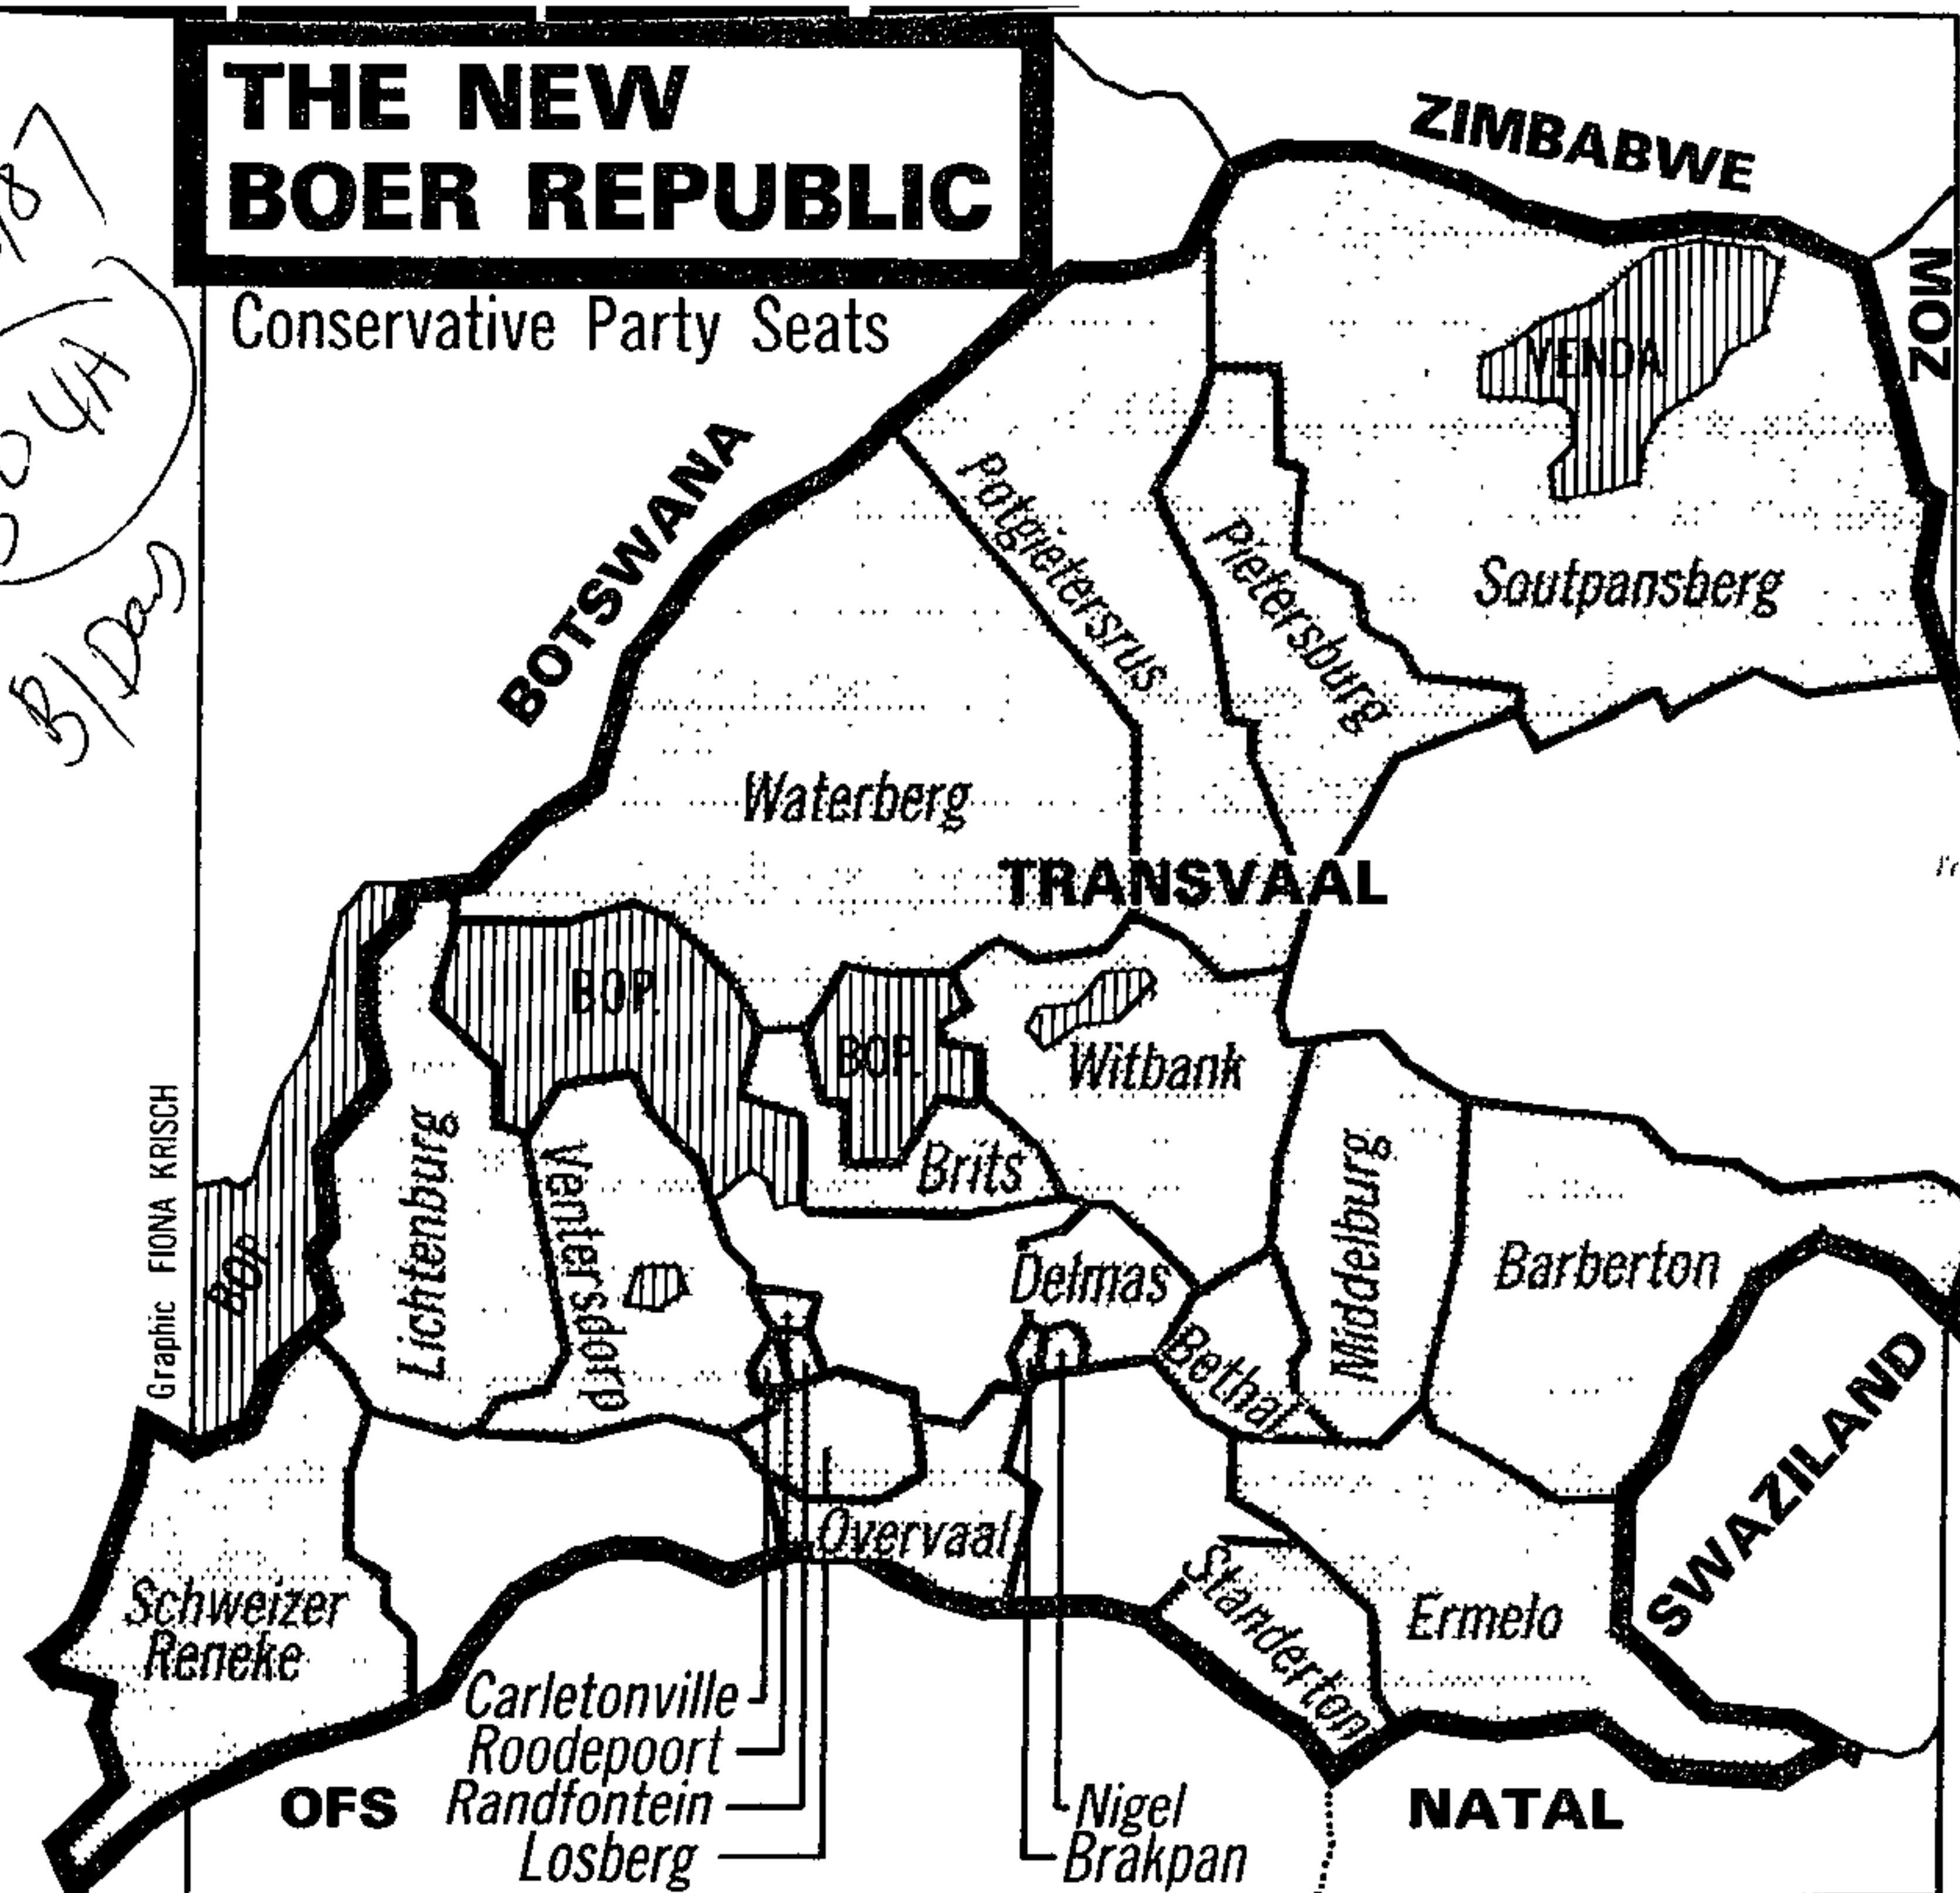 THE NEW
BOER REPUBLIC
Conservative Party Seats
ZIMBABWE
MOZ
VENDA
BOTSWANA
Potgietersrus
Pietersburg
Soutpansberg
Waterberg
TRANSVAAL
BOP.
BOP.
Witbank
BOP
Lichtenburg
Ventersdorp
Brits
Delmas
Bethal
Middelburg
Barberton
SWAZILAND
Graphic FIONA KRISCH
Overvaal
Schweizer
Reneke
Standerton
Ermelo
Carletonville
Roodepoort
Randfontein
Losberg
Nigel
Brakpan
OFS
NATAL
B/Day